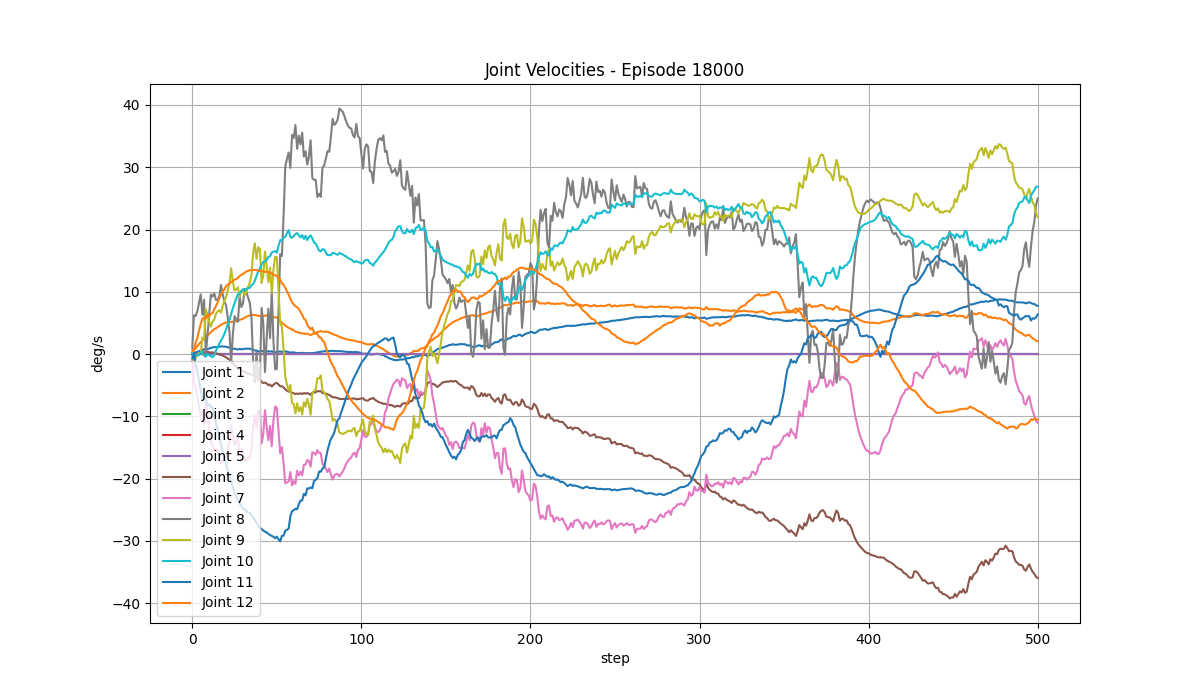 Joint Velocities - Episode 18000
deg/s
40
30
20
10
0
−10
−20
−30
−40
Joint 1
Joint 2
Joint 3
Joint 4
Joint 5
Joint 6
Joint 7
Joint 8
Joint 9
Joint 10
Joint 11
Joint 12
0 100 200 300 400 500
step